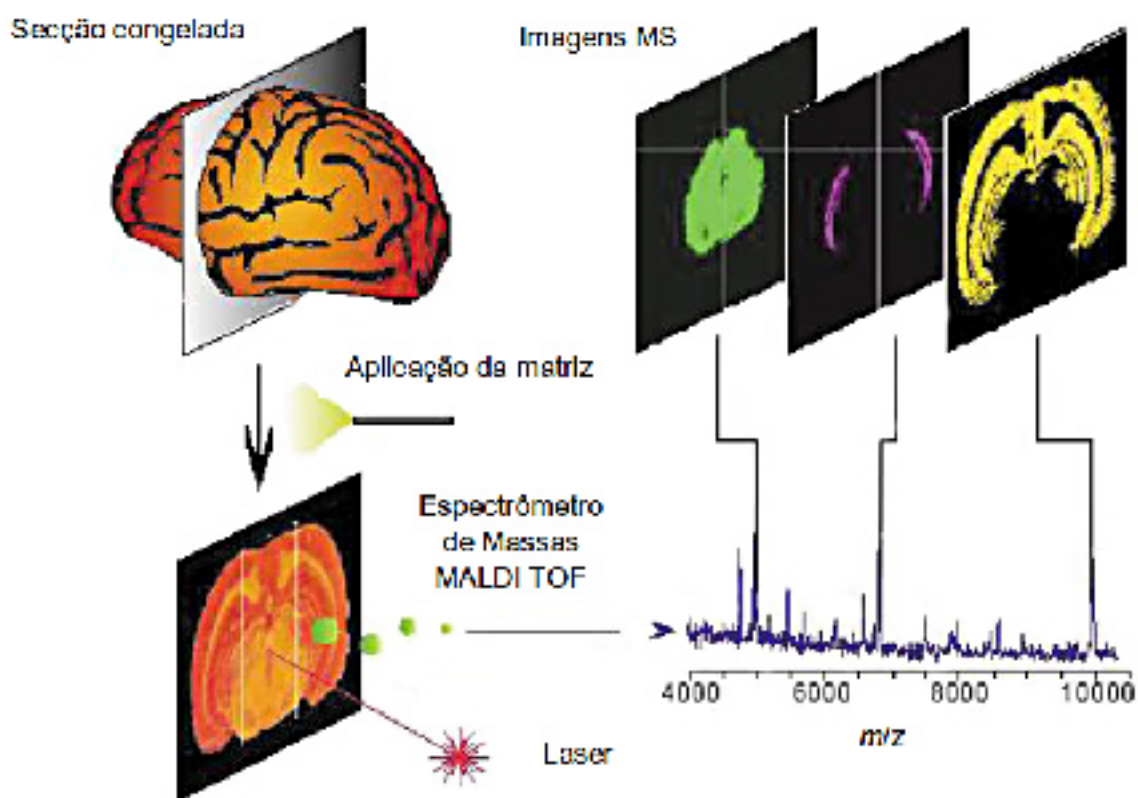 Secção congelada
Imagens MS
Aplicação da matriz
Espectrômetro
de Massas
MALDI TOF
Laser
4000 6000 8000 10000
m/z